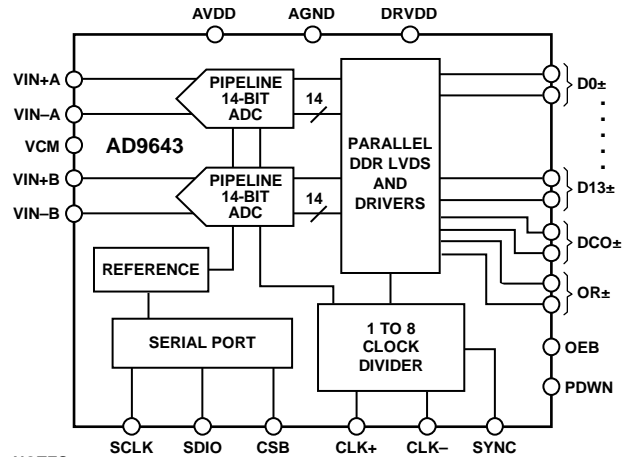 AVDD AGND DRVDD
VIN+A
VIN–A
VCM
VIN+B
VIN–B
AD9643
PIPELINE
14-BIT
ADC
14
PIPELINE
14-BIT
ADC
14
PARALLEL
DDR LVDS
AND
DRIVERS
D0±
D13±
DCO±
OR±
OEB
PDWN
REFERENCE
SERIAL PORT
1 TO 8
CLOCK
DIVIDER
SCLK SDIO CSB CLK+ CLK– SYNC